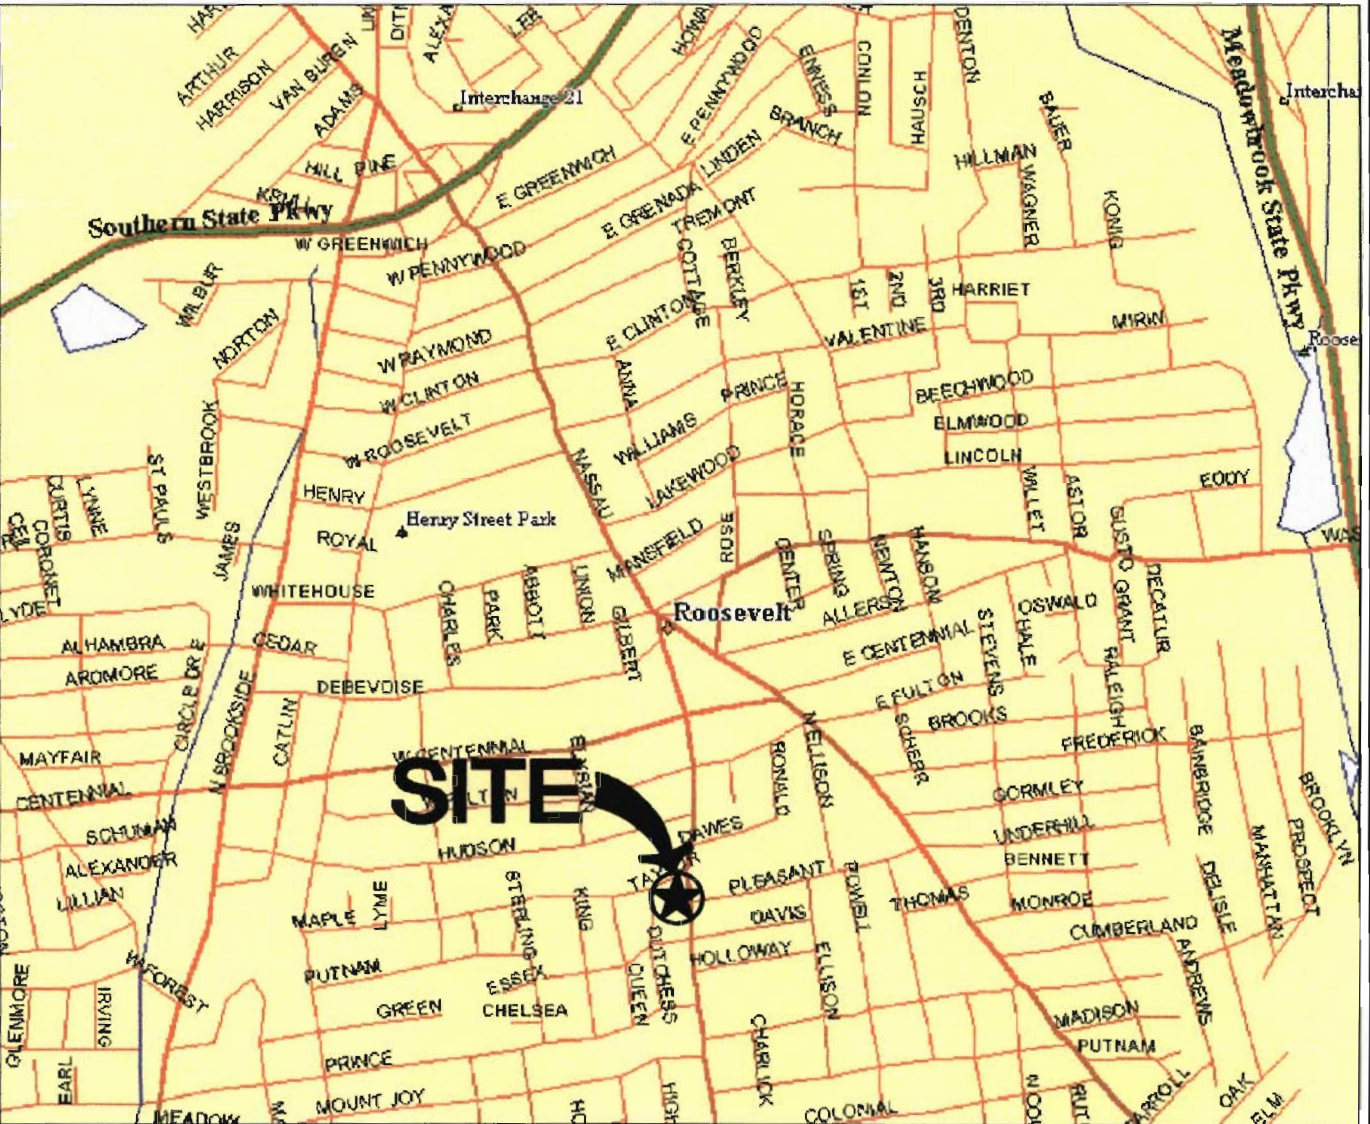 ARTHUR
HARRISON
VAN BUREN
ADAMS
HILL
PINE
Interchange 21
E PENNYWOOD
ENNESS
CONLON
HAUSCH
DENTON
BRANCH
LINDEN
BAUER
HILLMAN
WAGNER
KONIG
Meadowbrook State Pkwy
Southern State Pkwy
E GREENWICH
E GRENADA
TREMONT
W GREENWICH
W PENNYWOOD
COTTAGE
BERKLEY
WILBUR
NORTON
1ST
2ND
3RD
HARRIET
MIRIN
VALENTINE
E CLINTON
W RAYMOND
W CLINTON
W ROOSEVELT
ANNA
PRINCE
HORACE
BEECHWOOD
ELMWOOD
LINCOLN
WILLIAMS
LAKEWOOD
NASSAU
WESTBROOK
ST PAULS
LYNNE
CURTIS
CORONET
HENRY
Henry Street Park
ROYAL
JAMES
MANSFIELD
ROSE
CENTER
SPRING
NEWTON
HANSOM
WILLET
ASTOR
GUSTO
EDDY
WHITEHOUSE
CHARLES
PARK
ABBOTT
UNION
GILBERT
Roosevelt
ALLERS
E CENTENNIAL
STEVENS
HALE
OSWALD
GRANT
DECATUR
RALEIGH
ALHAMBRA
ARDMORE
CIRCLE DR E
CEDAR
DEBEVOISE
E FULTON
BROOKS
SCHERR
FREDERICK
N BROOKSIDE
CATLIN
MAYFAIR
W CENTENNIAL
NELLISON
RONALD
BAINBRIDGE
BROOKLYN
SITE
CENTENNIAL
GORMLEY
SCHUMAN
ALEXANDER
LILLIAN
HUDSON
DAWES
UNDERHILL
BENNETT
MANHATTAN
PROSPECT
DELISLE
PLEASANT
POWELL
THOMAS
MONROE
MAPLE
LYME
STERLING
KING
DAVIS
CUMBERLAND
HOLLOWAY
ELLISON
ANDREWS
W FOREST
PUTNAM
ESSEX
QUEEN
DUTCHESS
GLENMORE
IRVING
GREEN
CHELSEA
MADISON
PUTNAM
CHARLICK
PRINCE
EARL
MOUNT JOY
COLONIAL
OAK
ELM
MEADOW